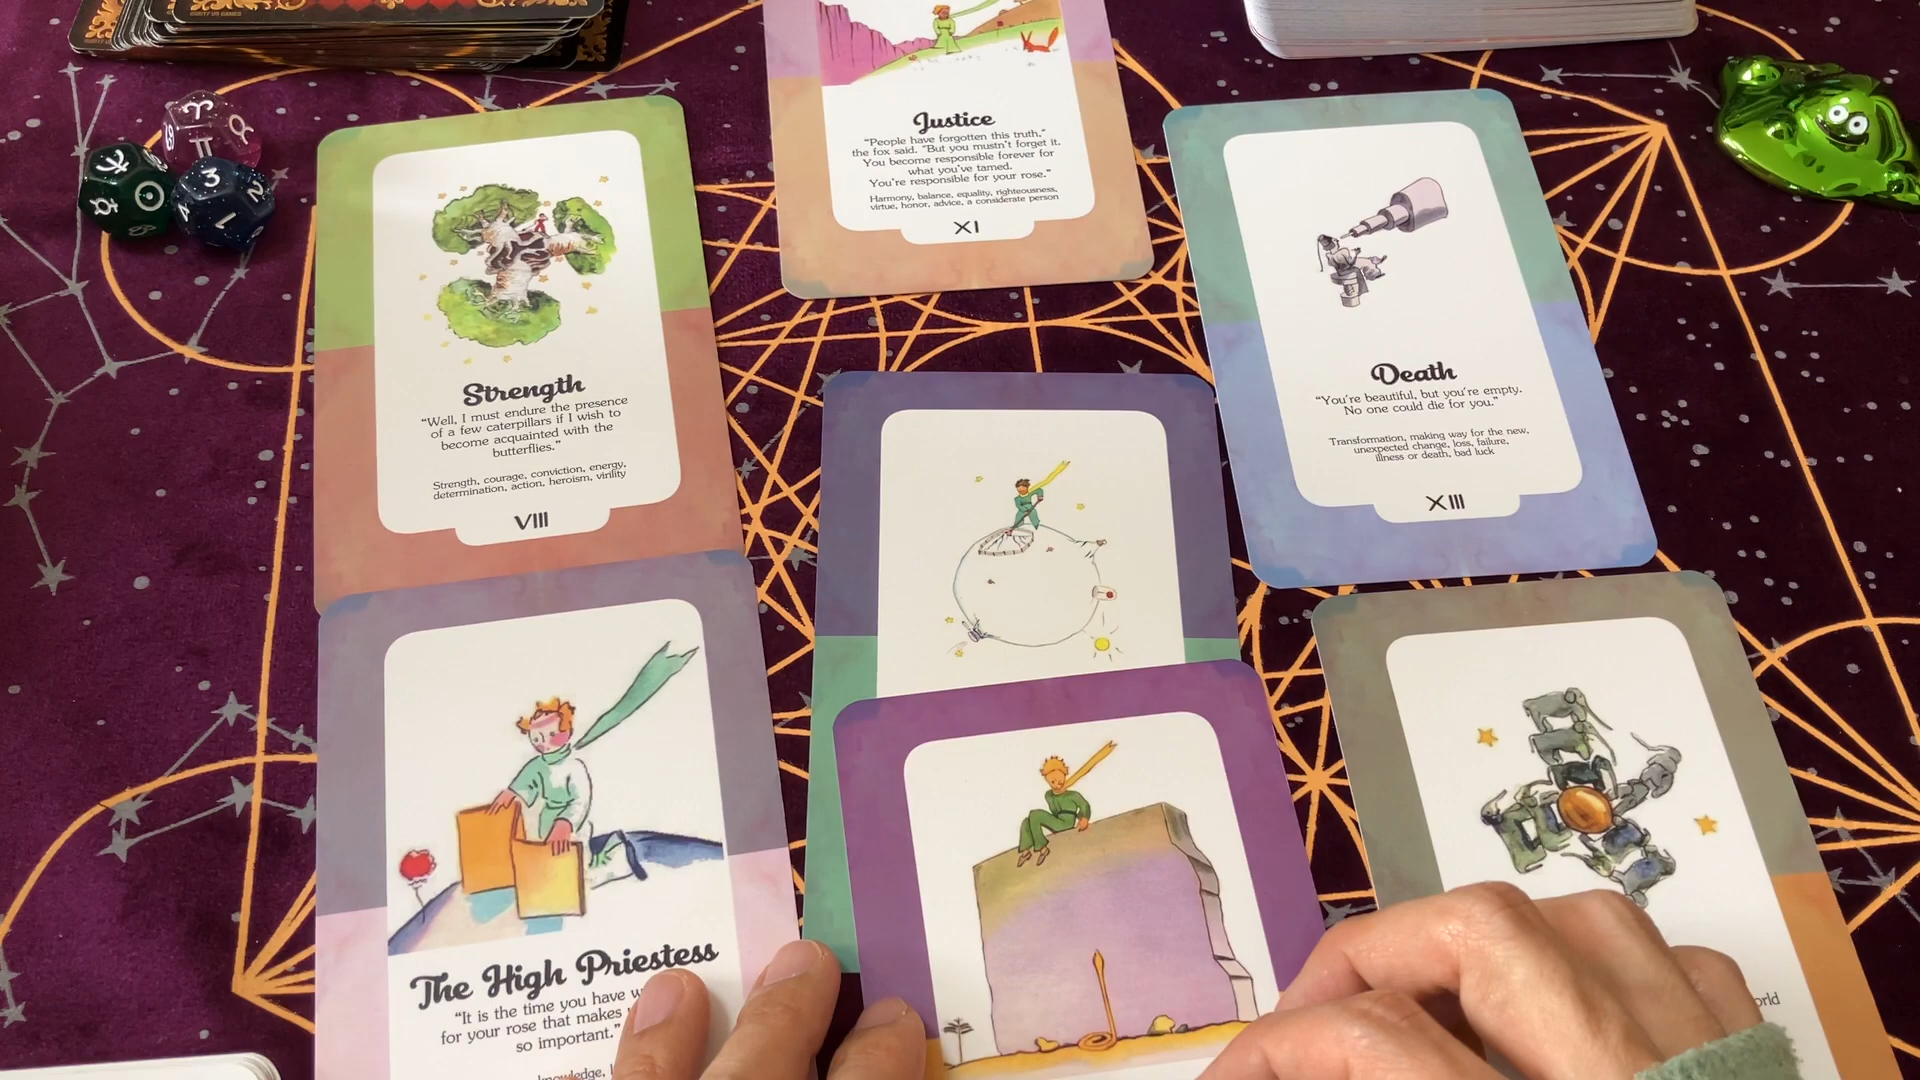 Justice
"People have forgotten this truth,"
the fox said. "But you mustn't forget it.
You become responsible forever for
what you've tamed.
You're responsible for your rose."
Harmony, balance, equality, righteousness,
virtue, honor, advice, a considerate person
XI
Strength
"Well, I must endure the presence
of a few caterpillars if I wish to
become acquainted with the
butterflies."
Strength, courage, conviction, energy,
determination, action, heroism, virility
VIII
Death
"You're beautiful, but you're empty.
No one could die for you."
Transformation, making way for the new,
unexpected change, loss, failure,
illness or death, bad luck
XIII
The High Priestess
"It is the time you have
for your rose that makes
so important."
knowledge,
3
2
1
4